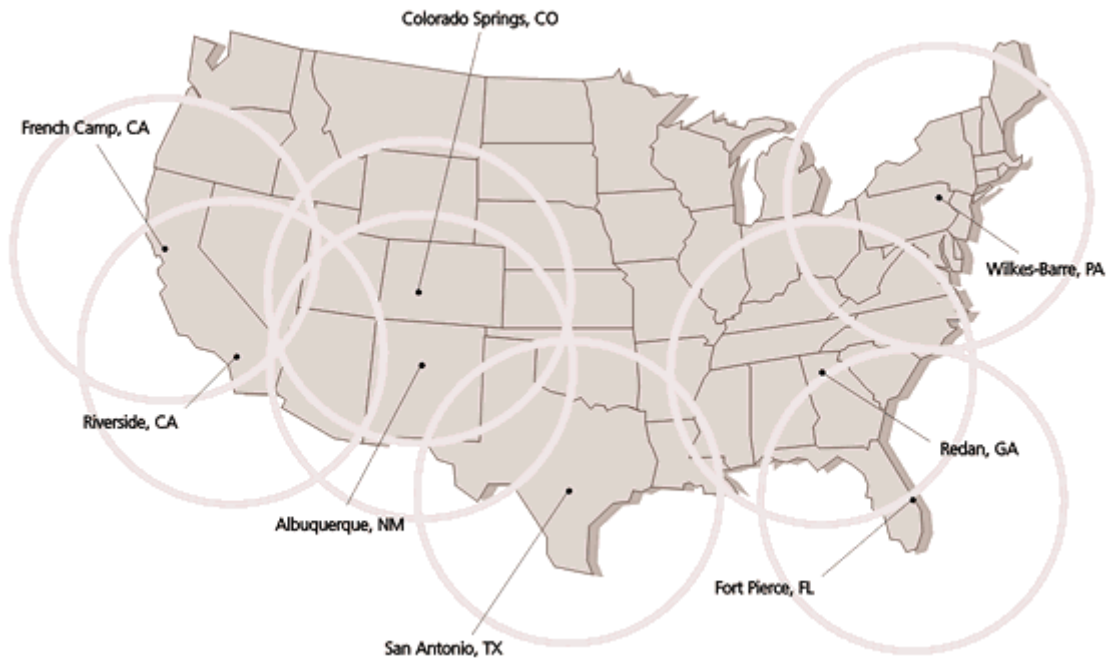 Colorado Springs, CO
French Camp, CA
Wilkes-Barre, PA
Riverside, CA
Redan, GA
Albuquerque, NM
Fort Pierce, FL
San Antonio, TX